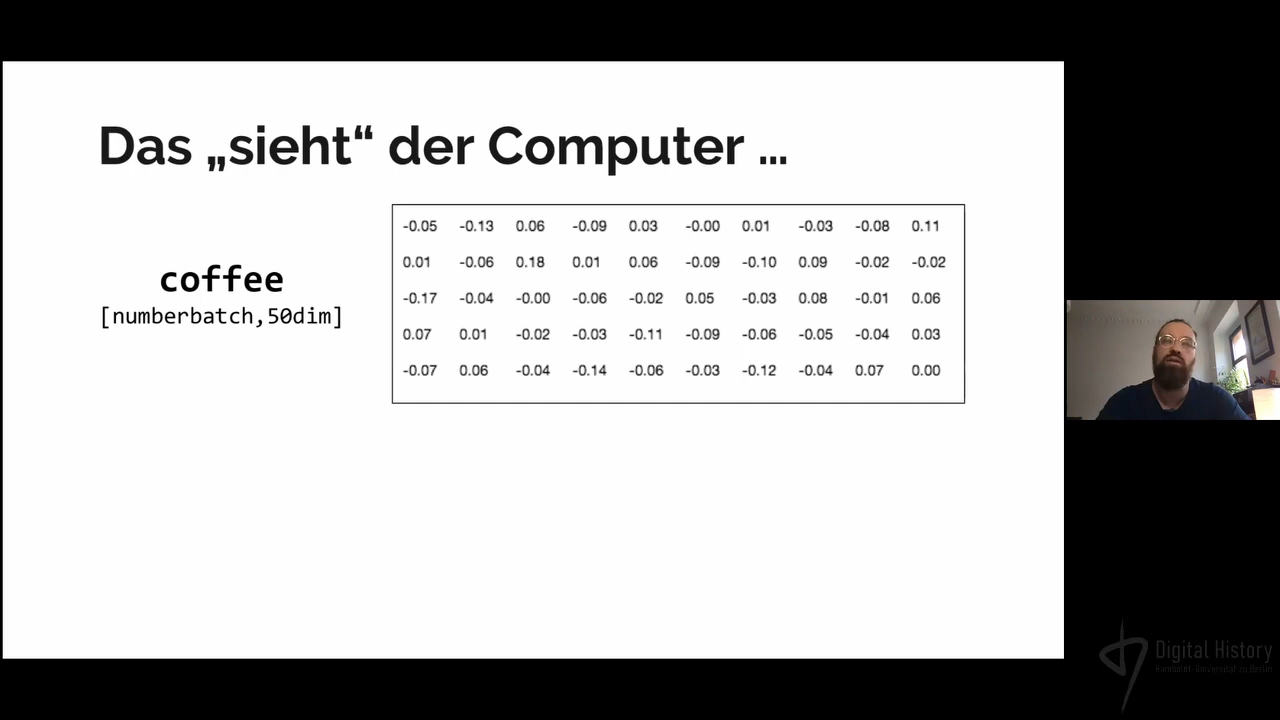 Das „sieht“ der Computer ...
coffee
[numberbatch,50dim]
-0.05 -0.13 0.06 -0.09 0.03 -0.00 0.01 -0.03 -0.08 0.11
0.01 -0.06 0.18 0.01 0.06 -0.09 -0.10 0.09 -0.02 -0.02
-0.17 -0.04 -0.00 -0.06 -0.02 0.05 -0.03 0.08 -0.01 0.06
0.07 0.01 -0.02 -0.03 -0.11 -0.09 -0.06 -0.05 -0.04 0.03
-0.07 0.06 -0.04 -0.14 -0.06 -0.03 -0.12 -0.04 0.07 0.00
Digital History
Humboldt-Universität zu Berlin